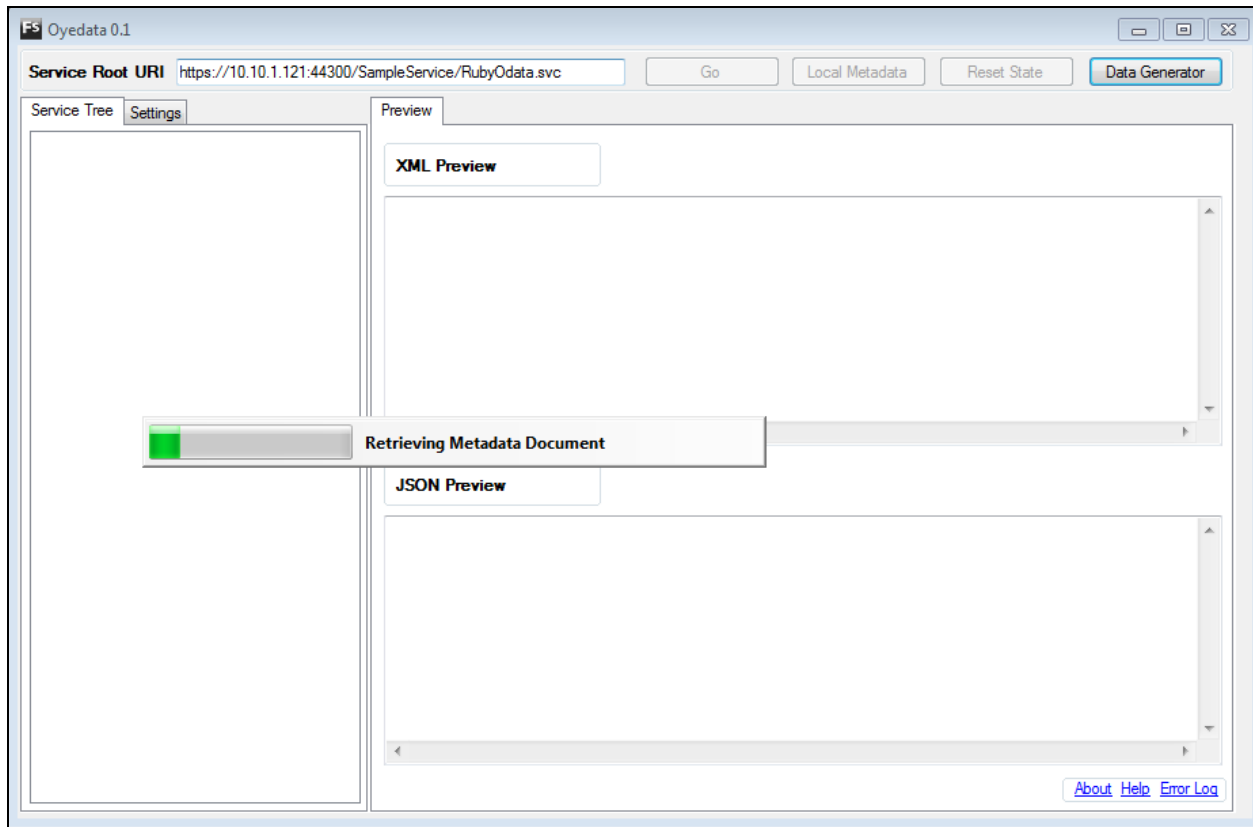 FS Oyedata 0.1
Service Root URI https://10.10.1.121:44300/SampleService/RubyOdata.svc Go Local Metadata Reset State Data Generator
Service Tree Settings Preview
XML Preview
Retrieving Metadata Document
JSON Preview
About Help Error Log